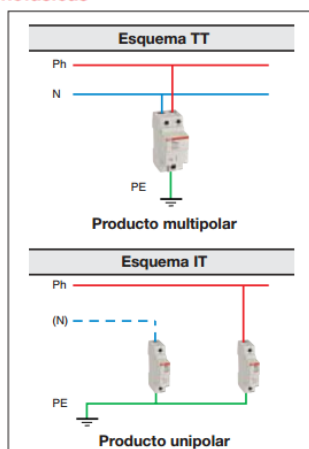 Esquema TT
Ph
N
PE
Producto multipolar
Esquema IT
Ph
(N)
PE
Producto unipolar